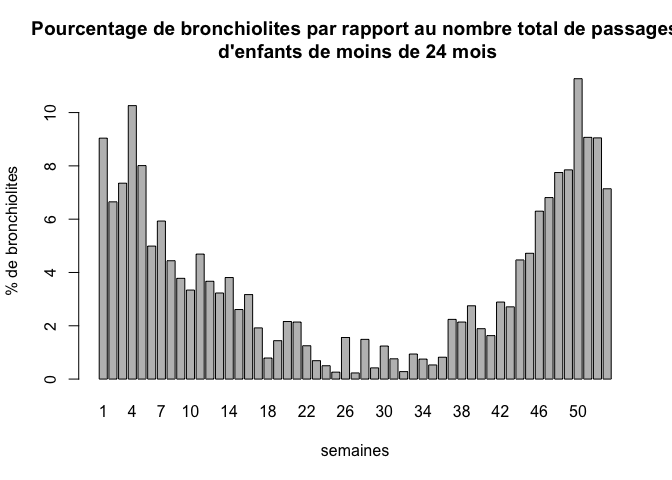 Pourcentage de bronchiolites par rapport au nombre total de passages
d'enfants de moins de 24 mois
% de bronchiolites
10
8
6
4
2
0
1 4 7 10 14 18 22 26 30 34 38 42 46 50
semaines